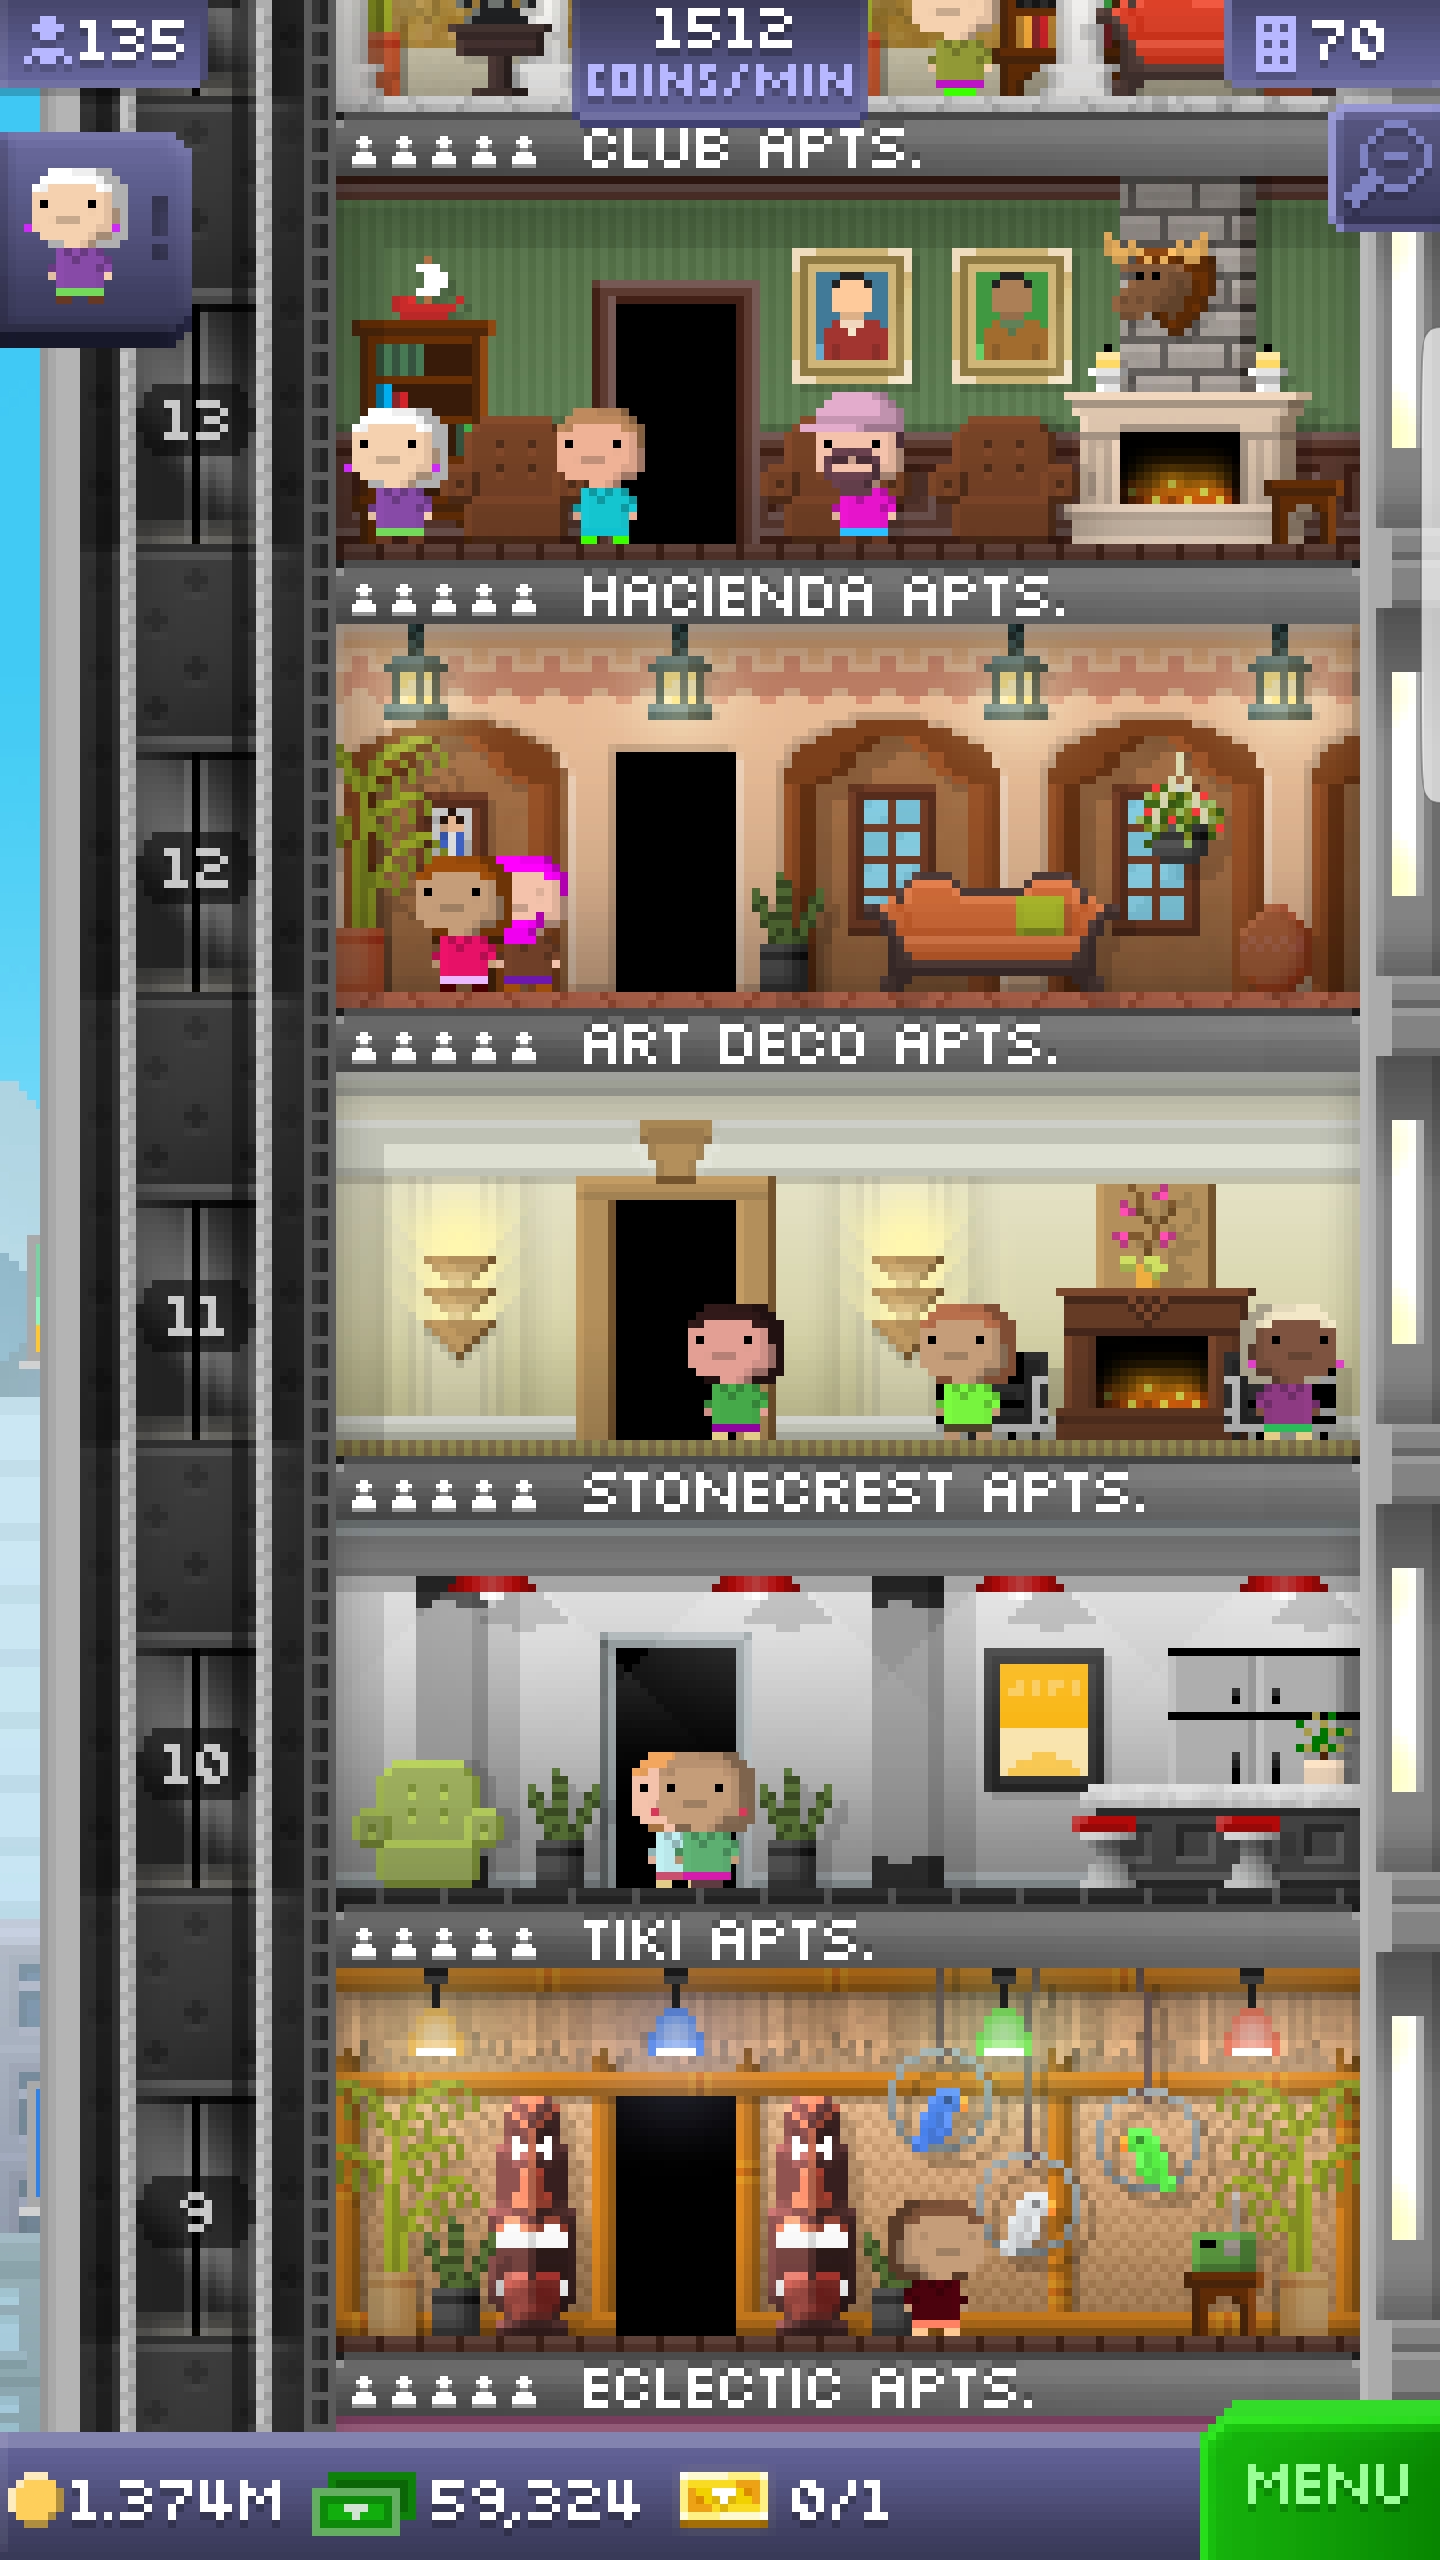 135
1512
COINS/MIN
70
CLUB APTS.
!
13
HACIENDA APTS.
12
ART DECO APTS.
11
STONECREST APTS.
10
TIKI APTS.
9
ECLECTIC APTS.
1.374M 59,324 0/1
MENU